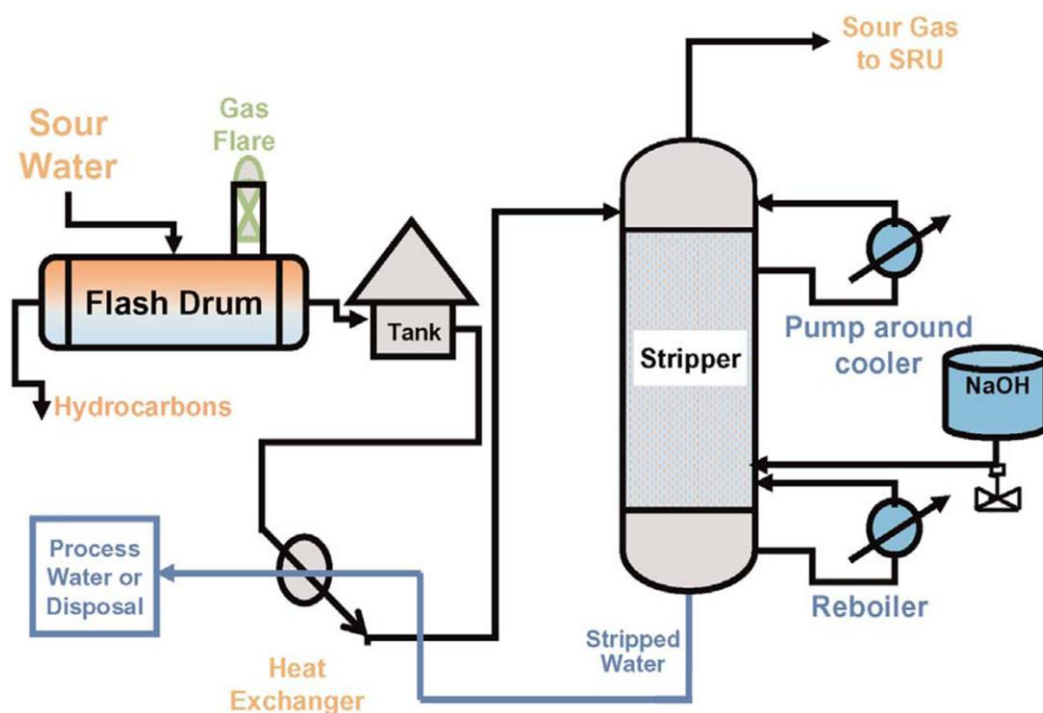 Sour Gas
to SRU
Sour
Water
Gas
Flare
Flash Drum
Tank
Hydrocarbons
Stripper
Pump around
cooler
NaOH
Process
Water or
Disposal
Reboiler
Stripped
Water
Heat
Exchanger